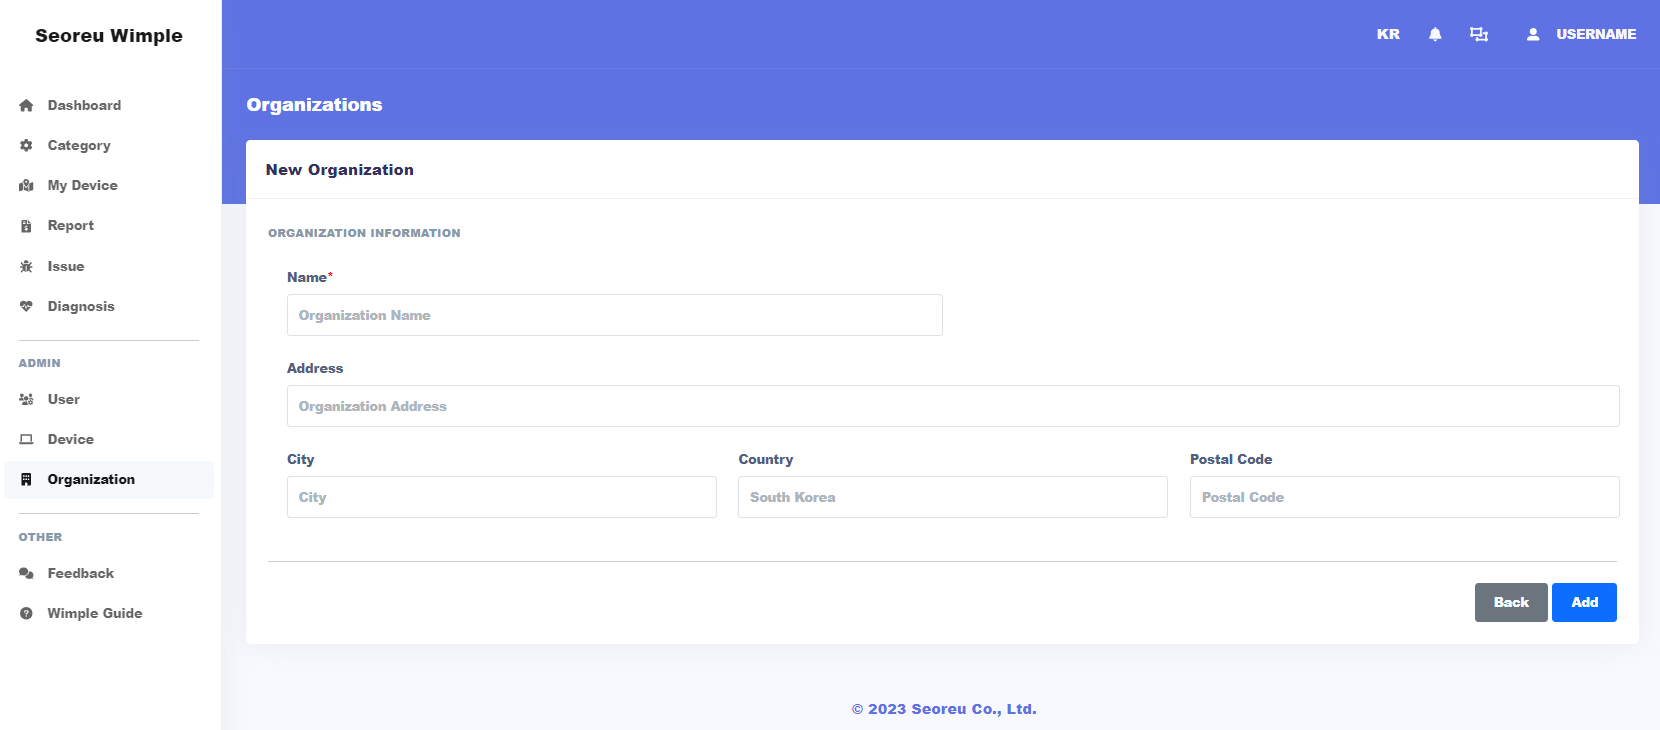 Seoreu Wimple
KR
USERNAME
Dashboard
Category
My Device
Report
Issue
Diagnosis
ADMIN
User
Device
Organization
OTHER
Feedback
Wimple Guide
Organizations
New Organization
ORGANIZATION INFORMATION
Name*
Organization Name
Address
Organization Address
City Country Postal Code
City South Korea Postal Code
Back Add
© 2023 Seoreu Co., Ltd.